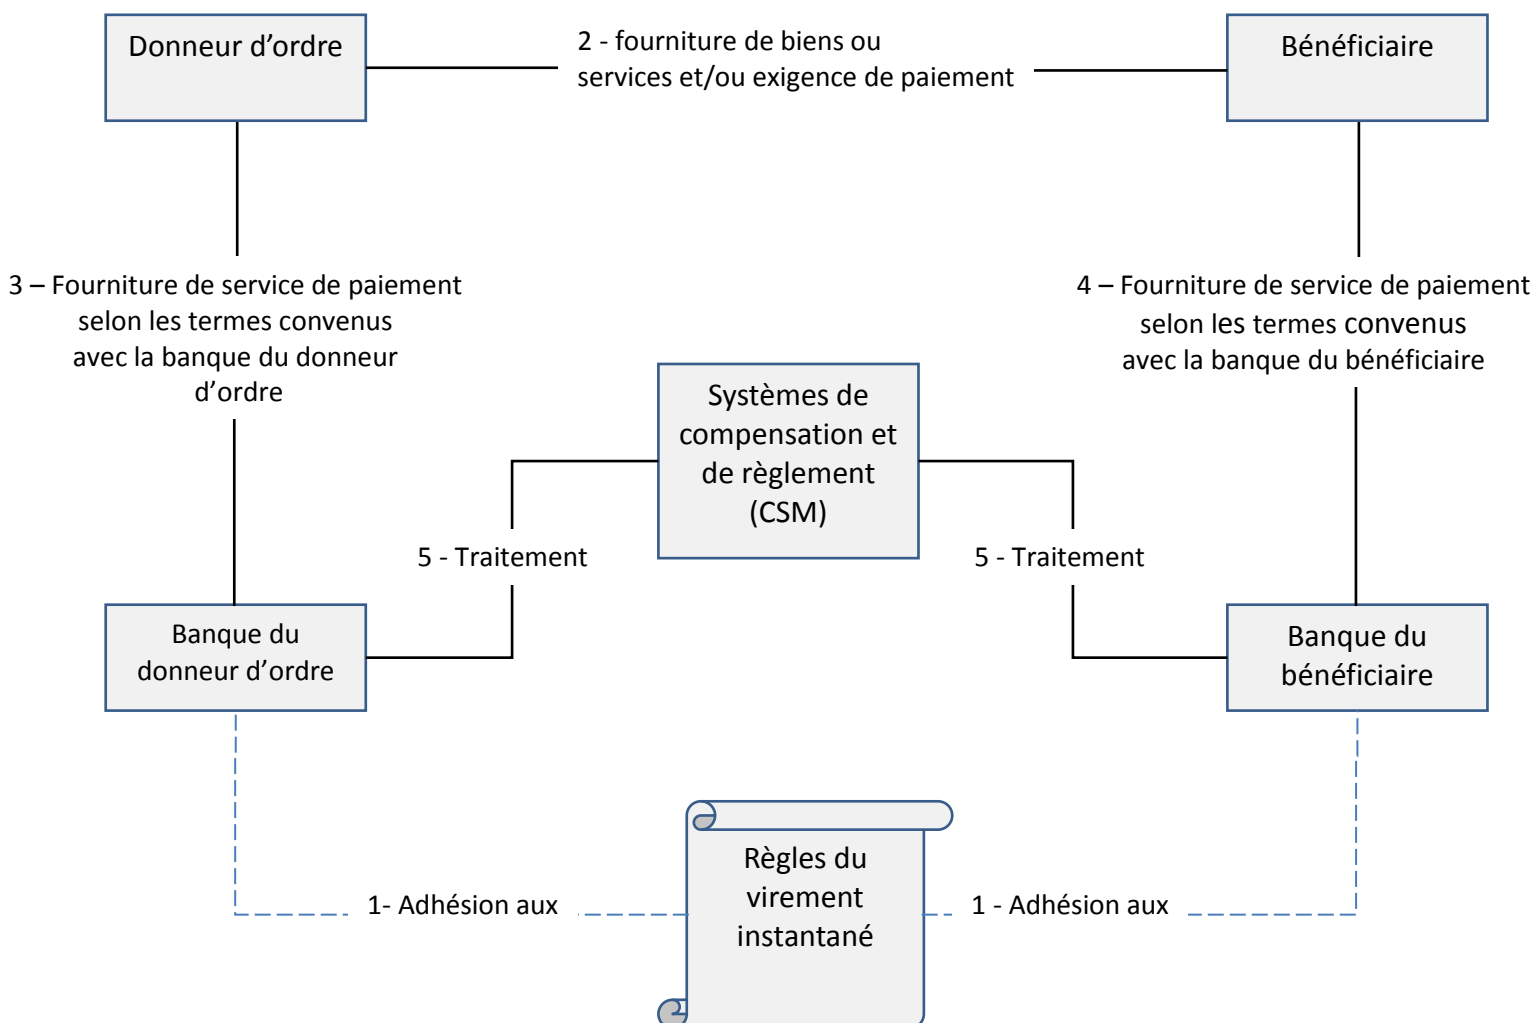 Donneur d’ordre
2 - fourniture de biens ou
services et/ou exigence de paiement
Bénéficiaire
3 – Fourniture de service de paiement
selon les termes convenus
avec la banque du donneur
d’ordre
4 – Fourniture de service de paiement
selon les termes convenus
avec la banque du bénéficiaire
Systèmes de
compensation et
de règlement
(CSM)
5 - Traitement
5 - Traitement
Banque du
donneur d’ordre
Banque du
bénéficiaire
Règles du
virement
instantané
1- Adhésion aux
1 - Adhésion aux